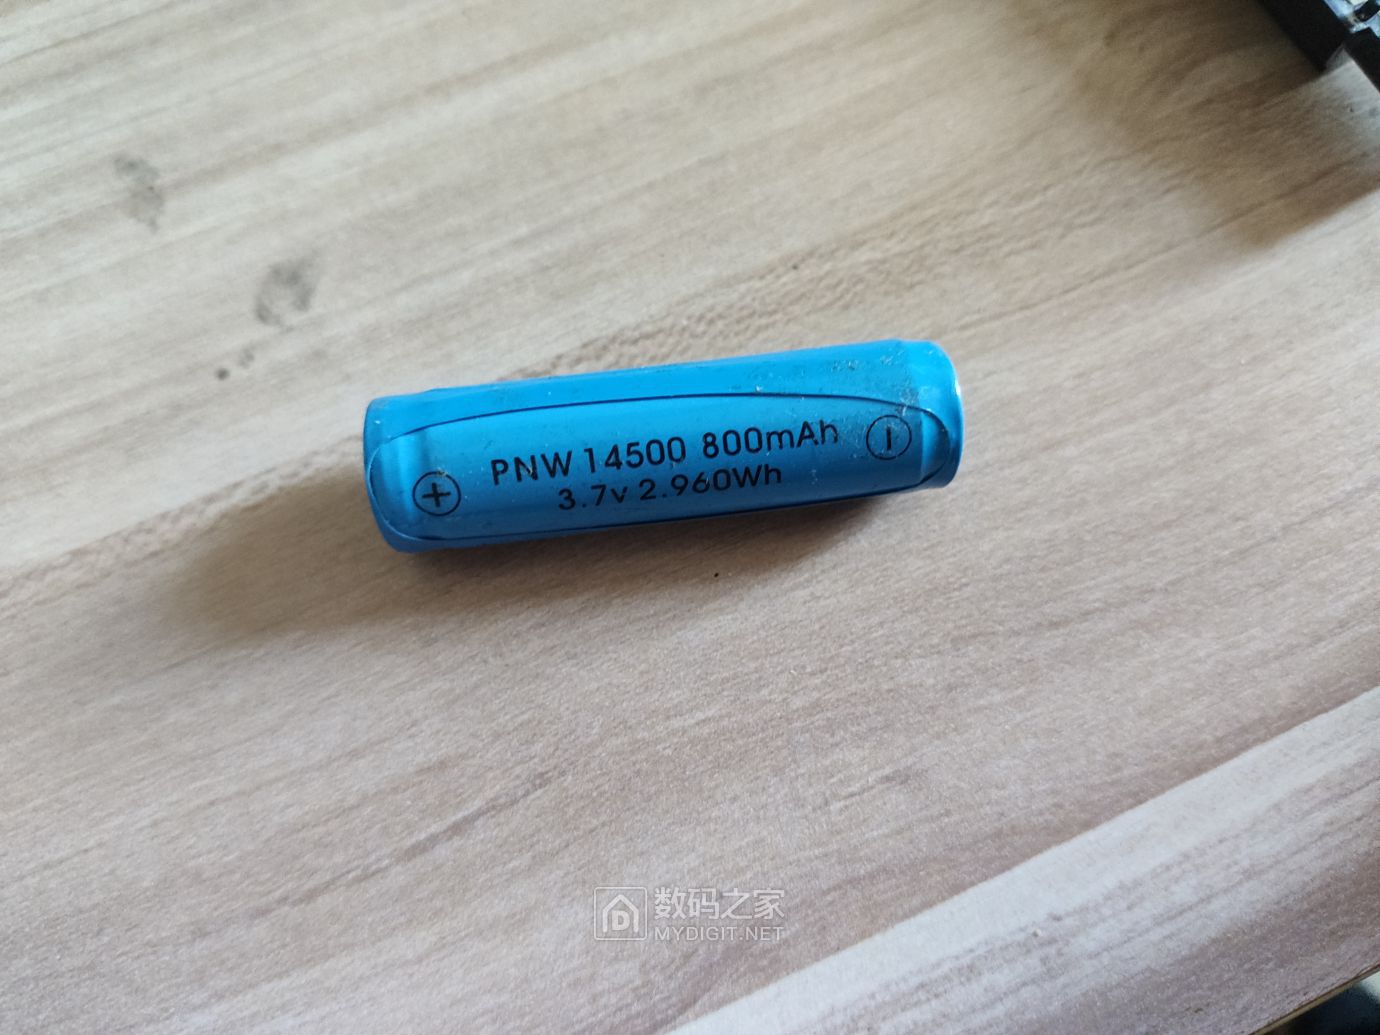 PNW 14500 800mAh
3.7v 2.960Wh
数码之家
MYDIGIT.NET